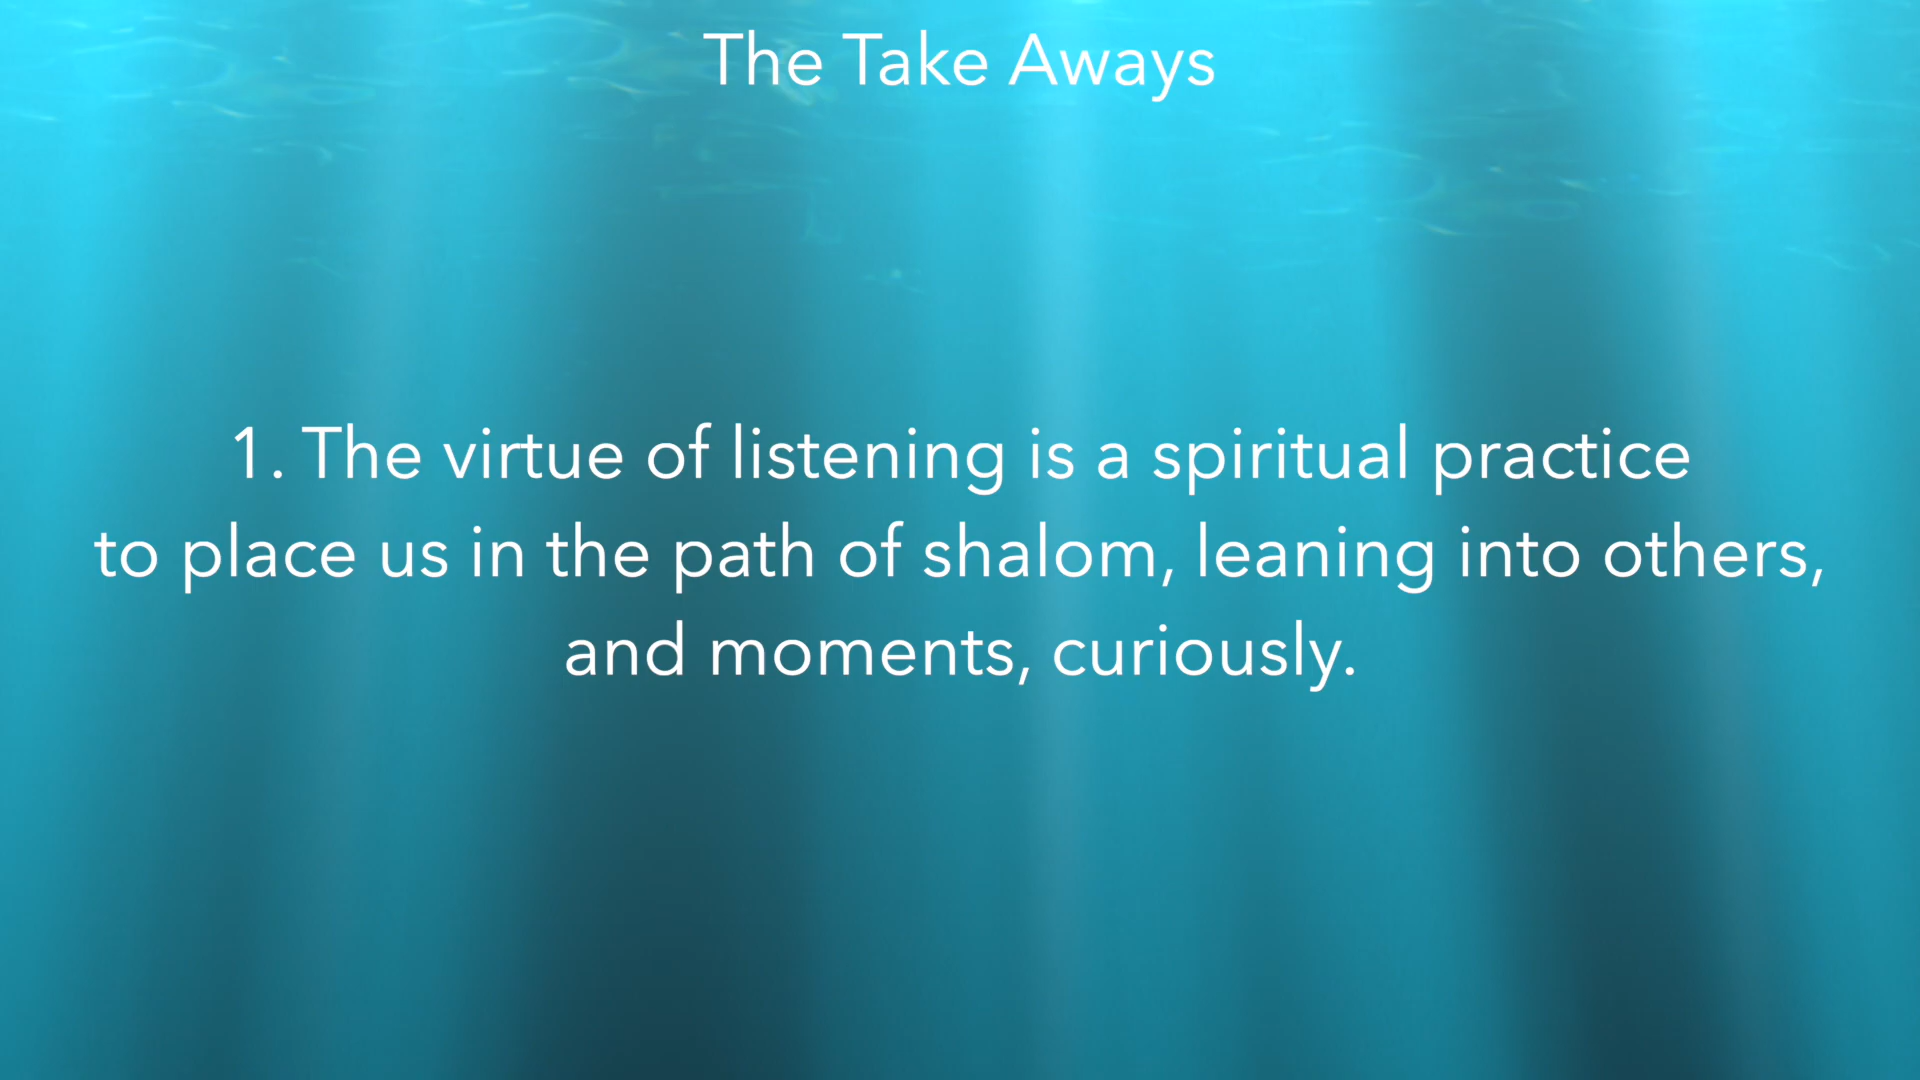 The Take Aways
1. The virtue of listening is a spiritual practice
to place us in the path of shalom, leaning into others,
and moments, curiously.